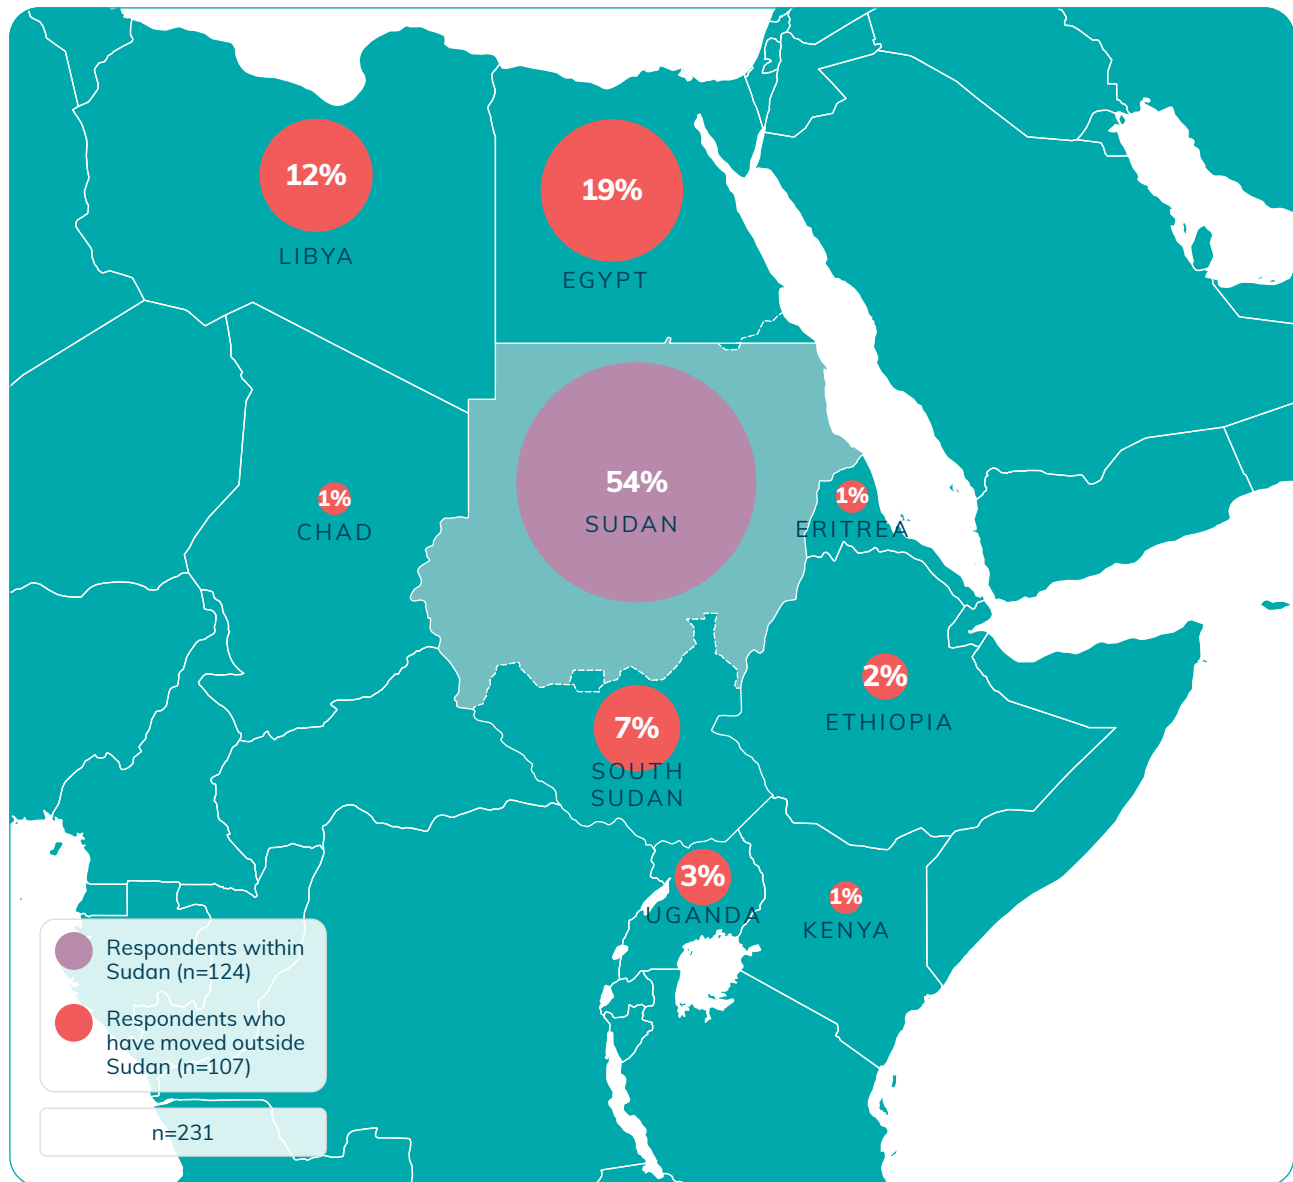 12%
LIBYA
19%
EGYPT
54%
SUDAN
1%
CHAD
1%
ERITREA
2%
ETHIOPIA
7%
SOUTH
SUDAN
3%
UGANDA
1%
KENYA
Respondents within
Sudan (n=124)
Respondents who
have moved outside
Sudan (n=107)
n=231